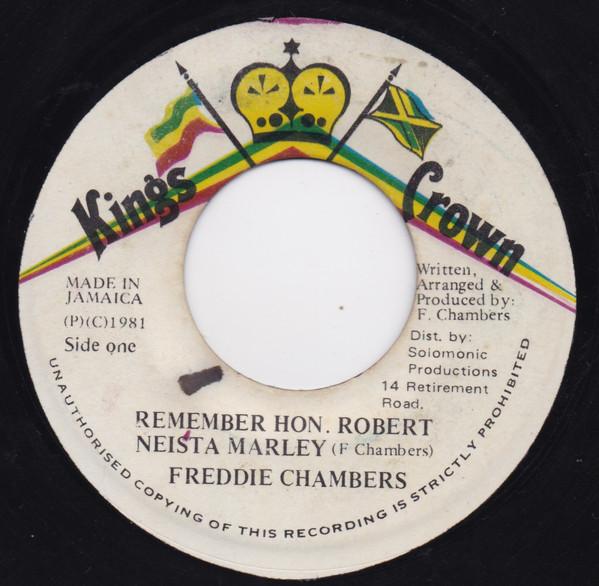 Kings Crown
MADE IN
JAMAICA
(P)(C)1981
Side one
Written,
Arranged &
Produced by:
F. Chambers
Dist. by:
Solomonic
Productions
14 Retirement
Road.
REMEMBER HON. ROBERT
NEISTA MARLEY (F Chambers)
FREDDIE CHAMBERS
UNAUTHORISED COPYING OF THIS RECORDING IS STRICTLY PROHIBITED